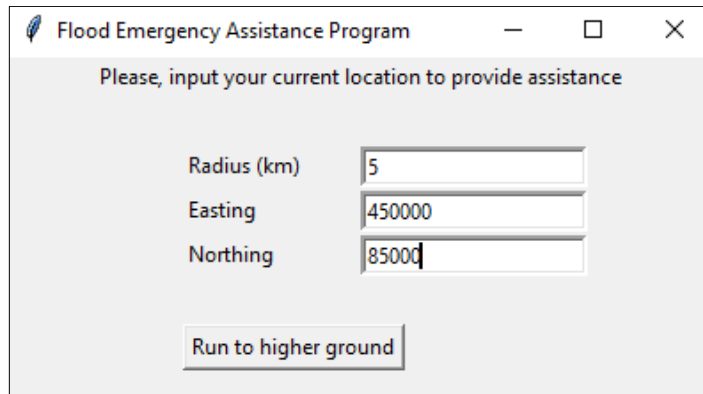 Flood Emergency Assistance Program
Please, input your current location to provide assistance
Radius (km) 5
Easting 450000
Northing 85000
Run to higher ground